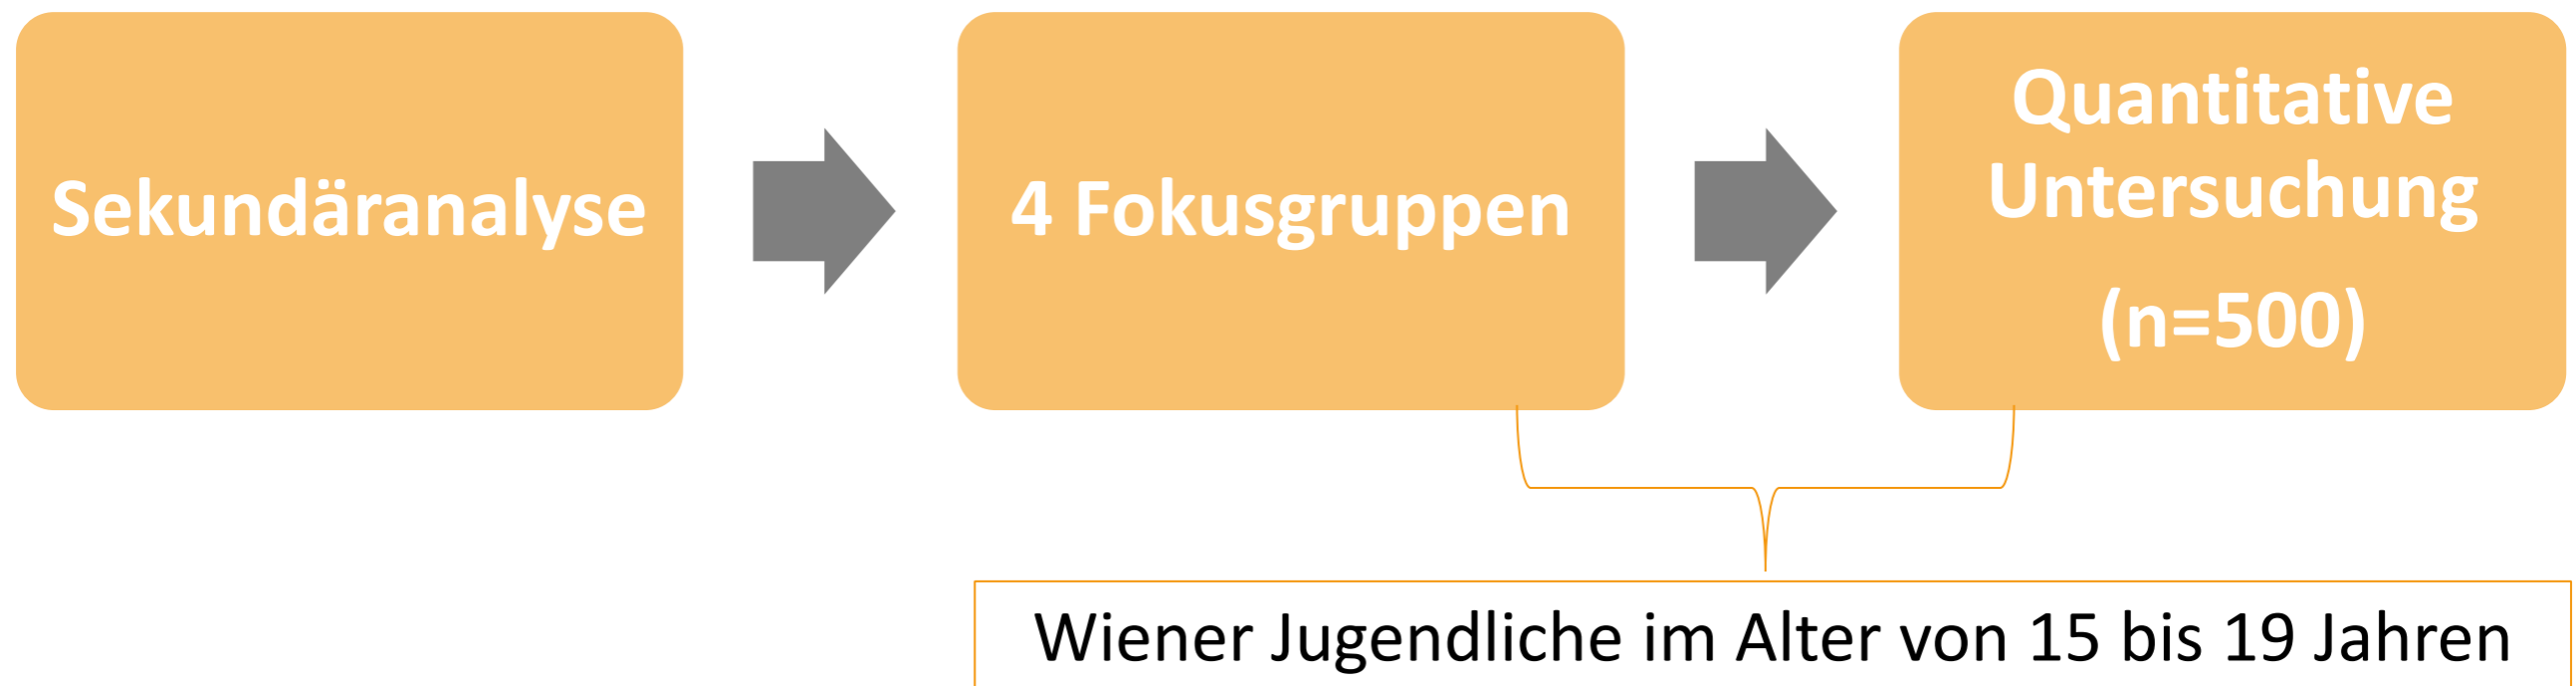 Sekundäranalyse
4 Fokusgruppen
Quantitative
Untersuchung
(n=500)
Wiener Jugendliche im Alter von 15 bis 19 Jahren